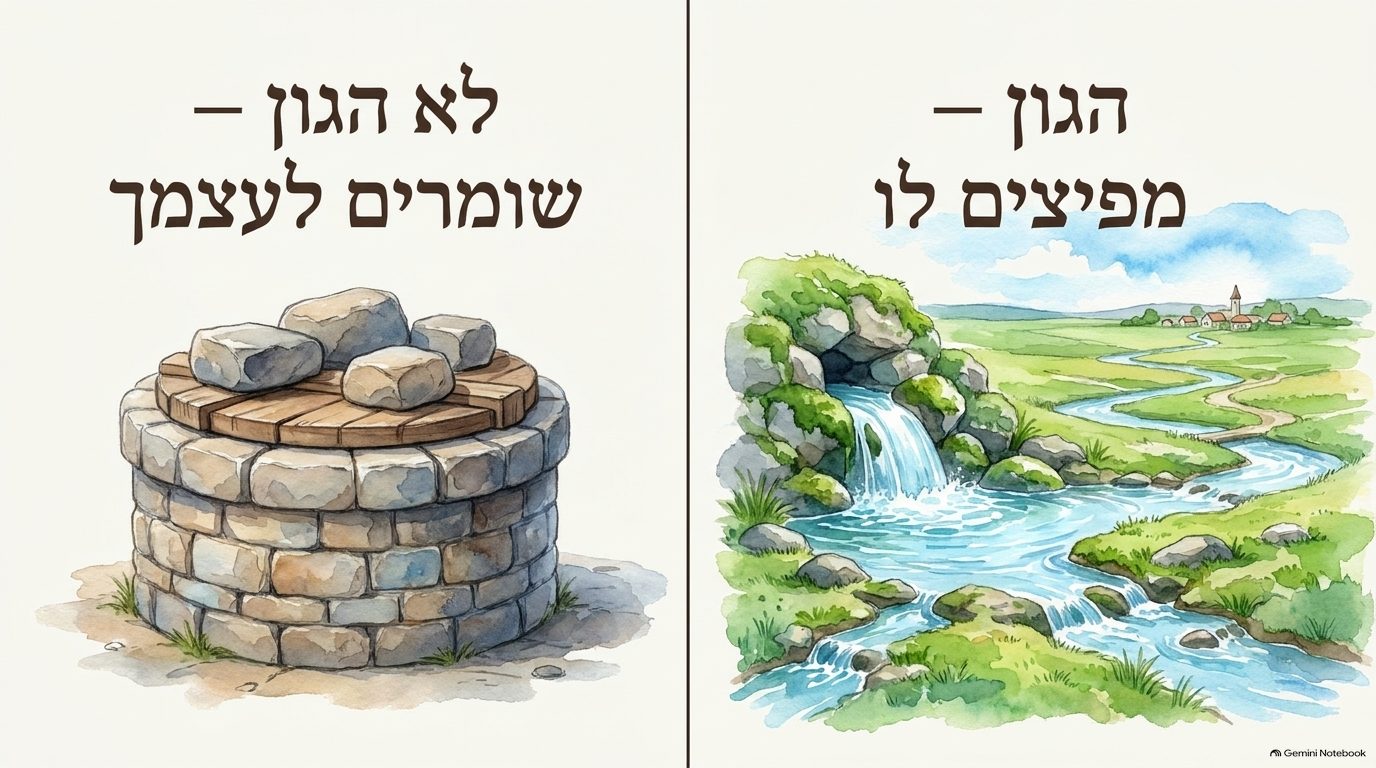 הגון –
מפיצים לו
לא הגון –
שומרים לעצמך
Gemini Notebook